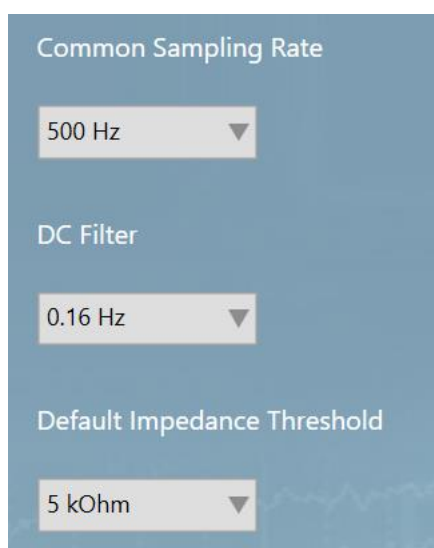 Common Sampling Rate
500 Hz
DC Filter
0.16 Hz
Default Impedance Threshold
5 kOhm